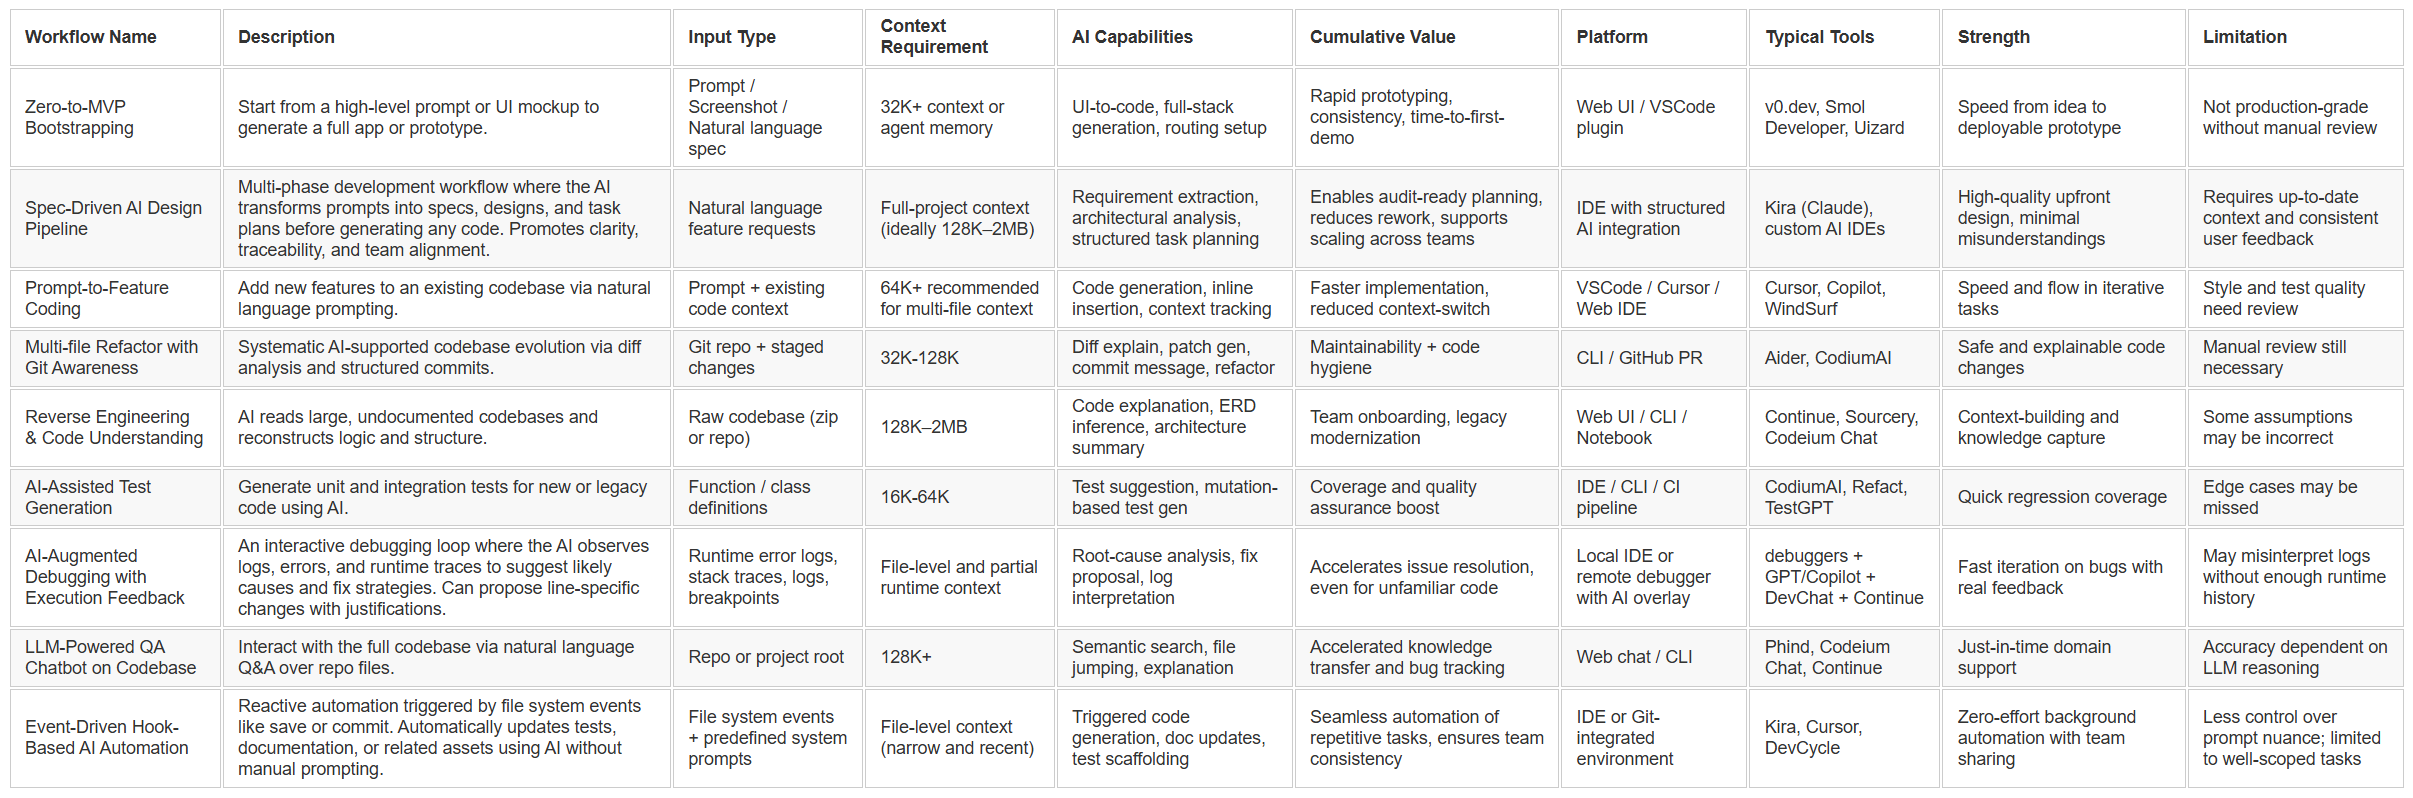 Workflow Name
Description
Input Type
Context
Requirement
AI Capabilities
Cumulative Value
Platform
Typical Tools
Strength
Limitation
Zero-to-MVP
Bootstrapping
Start from a high-level prompt or UI mockup to
generate a full app or prototype.
Prompt /
Screenshot /
Natural language
spec
32K+ context or
agent memory
UI-to-code, full-stack
generation, routing setup
Rapid prototyping,
consistency, time-to-first-
demo
Web UI / VSCode
plugin
v0.dev, Smol
Developer, Uizard
Speed from idea to
deployable prototype
Not production-grade
without manual review
Spec-Driven AI Design
Pipeline
Multi-phase development workflow where the AI
transforms prompts into specs, designs, and task
plans before generating any code. Promotes clarity,
traceability, and team alignment.
Natural language
feature requests
Full-project context
(ideally 128K–2MB)
Requirement extraction,
architectural analysis,
structured task planning
Enables audit-ready planning,
reduces rework, supports
scaling across teams
IDE with structured
AI integration
Kira (Claude),
custom AI IDEs
High-quality upfront
design, minimal
misunderstandings
Requires up-to-date
context and consistent
user feedback
Prompt-to-Feature
Coding
Add new features to an existing codebase via natural
language prompting.
Prompt + existing
code context
64K+ recommended
for multi-file context
Code generation, inline
insertion, context tracking
Faster implementation,
reduced context-switch
VSCode / Cursor /
Web IDE
Cursor, Copilot,
WindSurf
Speed and flow in iterative
tasks
Style and test quality
need review
Multi-file Refactor with
Git Awareness
Systematic AI-supported codebase evolution via diff
analysis and structured commits.
Git repo + staged
changes
32K-128K
Diff explain, patch gen,
commit message, refactor
Maintainability + code
hygiene
CLI / GitHub PR
Aider, CodiumAI
Safe and explainable code
changes
Manual review still
necessary
Reverse Engineering
& Code Understanding
AI reads large, undocumented codebases and
reconstructs logic and structure.
Raw codebase (zip
or repo)
128K–2MB
Code explanation, ERD
inference, architecture
summary
Team onboarding, legacy
modernization
Web UI / CLI /
Notebook
Continue, Sourcery,
Codeium Chat
Context-building and
knowledge capture
Some assumptions
may be incorrect
AI-Assisted Test
Generation
Generate unit and integration tests for new or legacy
code using AI.
Function / class
definitions
16K-64K
Test suggestion, mutation-
based test gen
Coverage and quality
assurance boost
IDE / CLI / CI
pipeline
CodiumAI, Refact,
TestGPT
Quick regression coverage
Edge cases may be
missed
AI-Augmented
Debugging with
Execution Feedback
An interactive debugging loop where the AI observes
logs, errors, and runtime traces to suggest likely
causes and fix strategies. Can propose line-specific
changes with justifications.
Runtime error logs,
stack traces, logs,
breakpoints
File-level and partial
runtime context
Root-cause analysis, fix
proposal, log
interpretation
Accelerates issue resolution,
even for unfamiliar code
Local IDE or
remote debugger
with AI overlay
debuggers +
GPT/Copilot +
DevChat + Continue
Fast iteration on bugs with
real feedback
May misinterpret logs
without enough runtime
history
LLM-Powered QA
Chatbot on Codebase
Interact with the full codebase via natural language
Q&A over repo files.
Repo or project root
128K+
Semantic search, file
jumping, explanation
Accelerated knowledge
transfer and bug tracking
Web chat / CLI
Phind, Codeium
Chat, Continue
Just-in-time domain
support
Accuracy dependent on
LLM reasoning
Event-Driven Hook-
Based AI Automation
Reactive automation triggered by file system events
like save or commit. Automatically updates tests,
documentation, or related assets using AI without
manual prompting.
File system events
+ predefined system
prompts
File-level context
(narrow and recent)
Triggered code
generation, doc updates,
test scaffolding
Seamless automation of
repetitive tasks, ensures team
consistency
IDE or Git-
integrated
environment
Kira, Cursor,
DevCycle
Zero-effort background
automation with team
sharing
Less control over
prompt nuance; limited
to well-scoped tasks